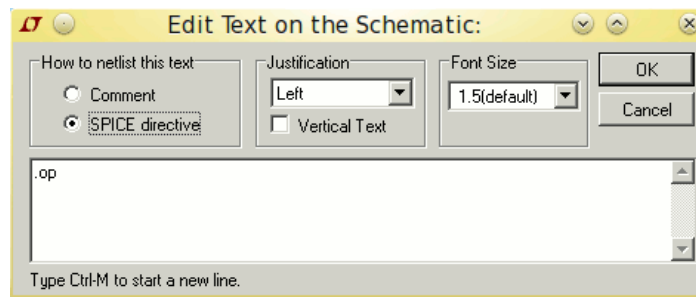 Edit Text on the Schematic:
How to netlist this text
Comment
SPICE directive
Justification
Left
Vertical Text
Font Size
1.5(default)
OK
Cancel
.op
Type Ctrl-M to start a new line.